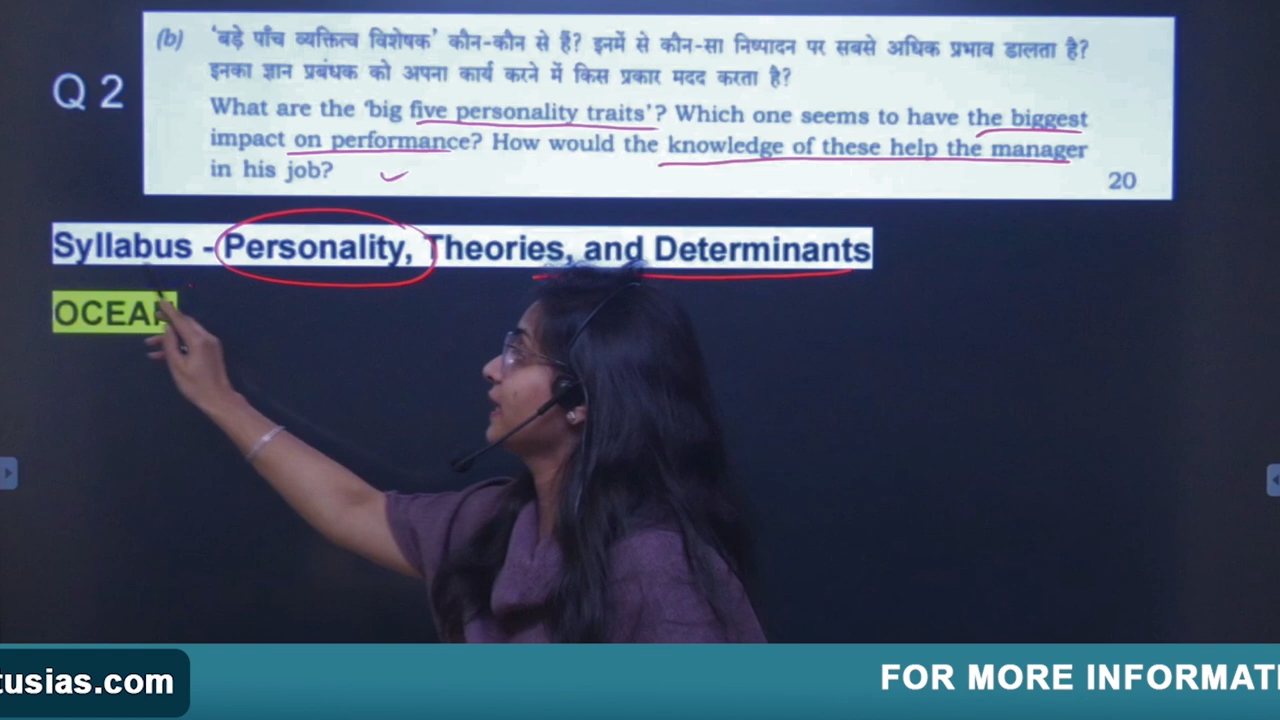 (b) 'बड़े पाँच व्यक्तित्व विशेषक' कौन-कौन से हैं? इनमें से कौन-सा निष्पादन पर सबसे अधिक प्रभाव डालता है?
इनका ज्ञान प्रबंधक को अपना कार्य करने में किस प्रकार मदद करता है?
Q 2
What are the 'big five personality traits'? Which one seems to have the biggest
impact on performance? How would the knowledge of these help the manager
in his job?
20
Syllabus - Personality, Theories, and Determinants
tusias.com
FOR MORE INFORMATI